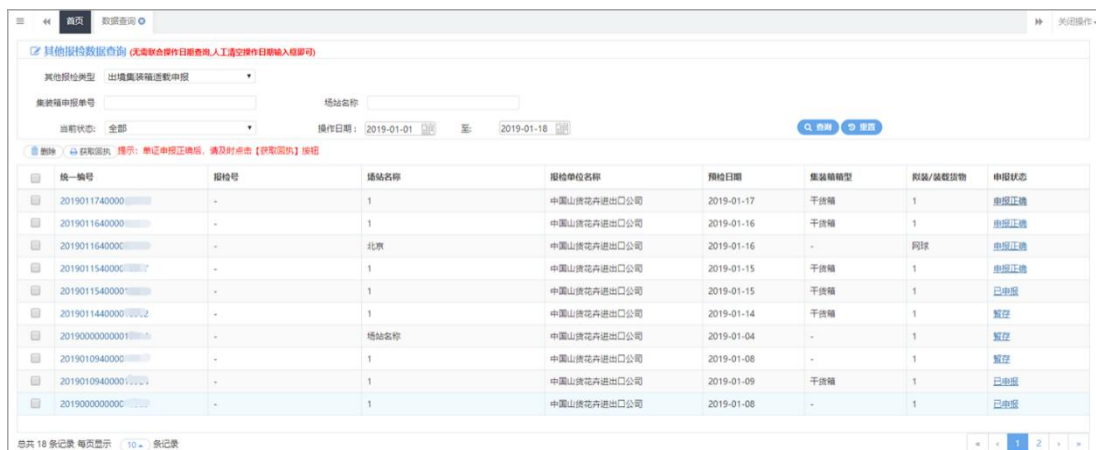 首页 数据查询 关闭操作
其他报检数据查询 (无需联合操作日期查询,人工清空操作日期输入框即可)
其他报检类型 出境集装箱适载申报
集装箱申报单号 场站名称
当前状态: 全部 操作日期: 2019-01-01 至: 2019-01-18 查询 重置
删除 获取回执 提示: 单证申报正确后, 请及时点击【获取回执】按钮
统一编号 报检号 场站名称 报检单位名称 预检日期 集装箱箱型 拟装/装载货物 申报状态
2019011740000 - 1 中国山货花卉进出口公司 2019-01-17 干货箱 1 申报正确
2019011640000 - 1 中国山货花卉进出口公司 2019-01-16 干货箱 1 申报正确
201901164000 - 北京 中国山货花卉进出口公司 2019-01-16 - 网球 申报正确
201901154000 - 1 中国山货花卉进出口公司 2019-01-15 干货箱 1 申报正确
2019011540000 - 1 中国山货花卉进出口公司 2019-01-15 干货箱 1 已申报
2019011440000 - 1 中国山货花卉进出口公司 2019-01-14 干货箱 1 暂存
20190000000001 - 场站名称 中国山货花卉进出口公司 2019-01-04 - 1 暂存
201901094000 - 1 中国山货花卉进出口公司 2019-01-08 - 1 暂存
20190109400001 - 1 中国山货花卉进出口公司 2019-01-09 干货箱 1 已申报
201900000000 - 1 中国山货花卉进出口公司 2019-01-08 - 1 已申报
总共 18 条记录 每页显示 10 条记录 « ‹ 1 2 › »